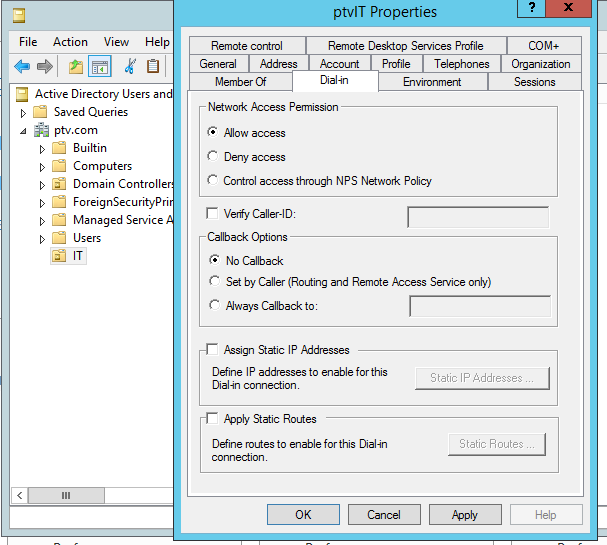 ptvIT Properties
?
X
File Action View Help
Active Directory Users and
Saved Queries
ptv.com
Builtin
Computers
Domain Controllers
ForeignSecurityPrin
Managed Service A
Users
IT
Remote control Remote Desktop Services Profile COM+
General Address Account Profile Telephones Organization
Member Of Dial-in Environment Sessions
Network Access Permission
Allow access
Deny access
Control access through NPS Network Policy
Verify Caller-ID:
Callback Options
No Callback
Set by Caller (Routing and Remote Access Service only)
Always Callback to:
Assign Static IP Addresses
Define IP addresses to enable for this
Dial-in connection.
Static IP Addresses ...
Apply Static Routes
Define routes to enable for this Dial-in
connection.
Static Routes ...
OK Cancel Apply Help